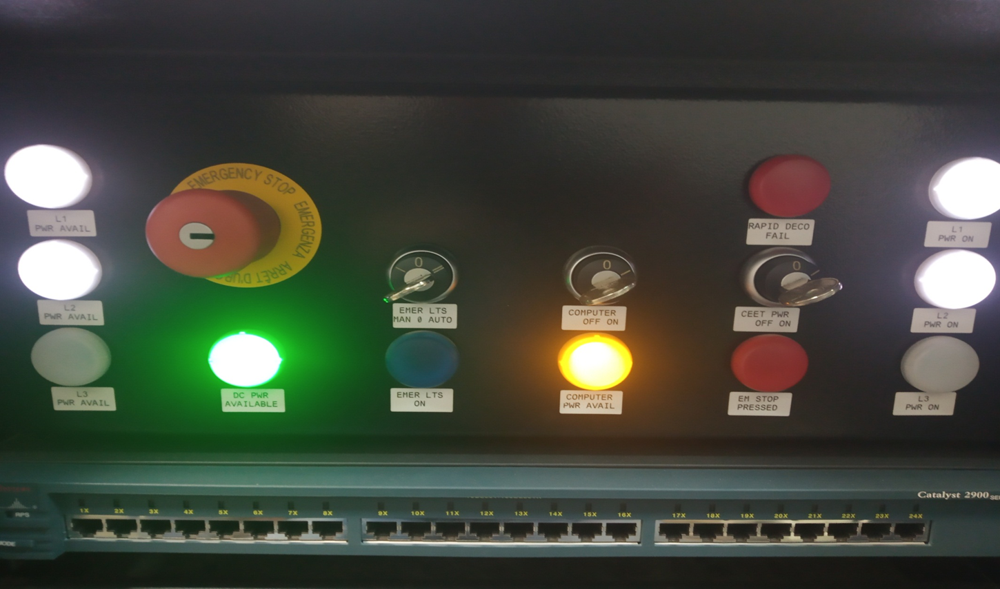 L1
PWR AVAIL
EMERGENCY STOP
EMERGENZA
ARRÊT D'URG
L2
PWR AVAIL
L3
PWR AVAIL
DC PWR
AVAILABLE
0
EMER LTS
MAN 0 AUTO
EMER LTS
ON
0
COMPUTER
OFF ON
COMPUTER
PWR AVAIL
RAPID DECO
FAIL
0
CEET PWR
OFF ON
EM STOP
PRESSED
L1
PWR ON
L2
PWR ON
L3
PWR ON
Catalyst 2900
RPS
MODE
1X 2X 3X 4X 5X 6X 7X 8X 9X 10X 11X 12X 13X 14X 15X 16X 17X 18X 19X 20X 21X 22X 23X 24X